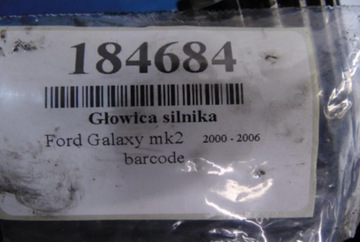 184684
Głowica silnika
Ford Galaxy mk2 2000 - 2006
barcode